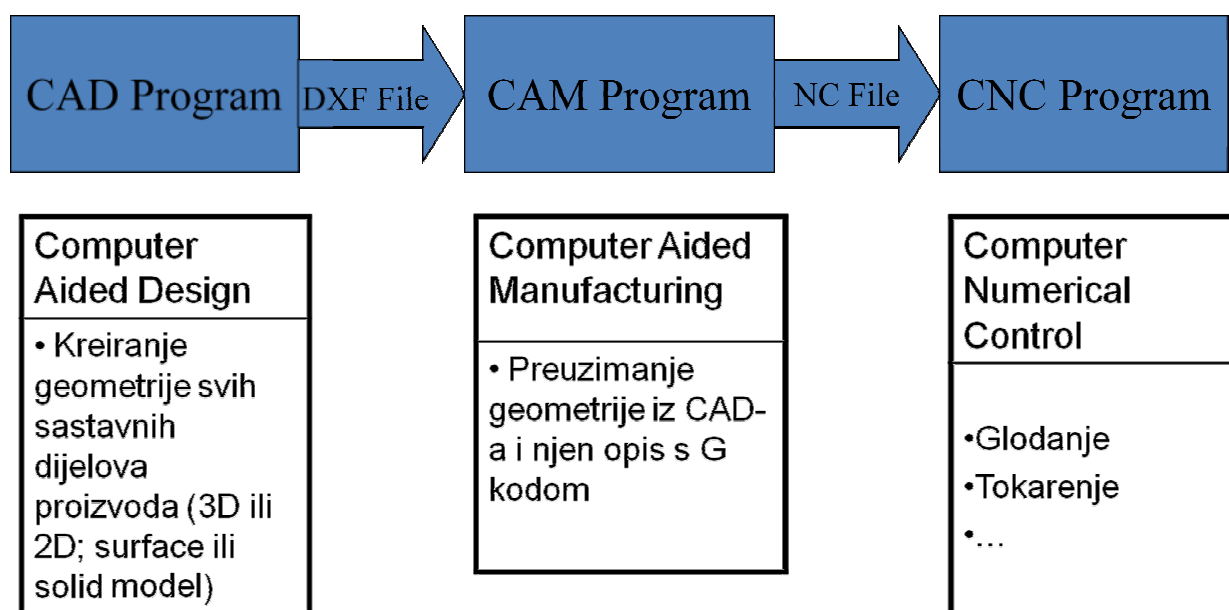 CAD Program
DXF File
CAM Program
NC File
CNC Program
Computer
Aided Design
• Kreiranje
geometrije svih
sastavnih
dijelova
proizvoda (3D ili
2D; surface ili
solid model)
Computer Aided
Manufacturing
• Preuzimanje
geometrije iz CAD-
a i njen opis s G
kodom
Computer
Numerical
Control
•Glodanje
•Tokarenje
•…